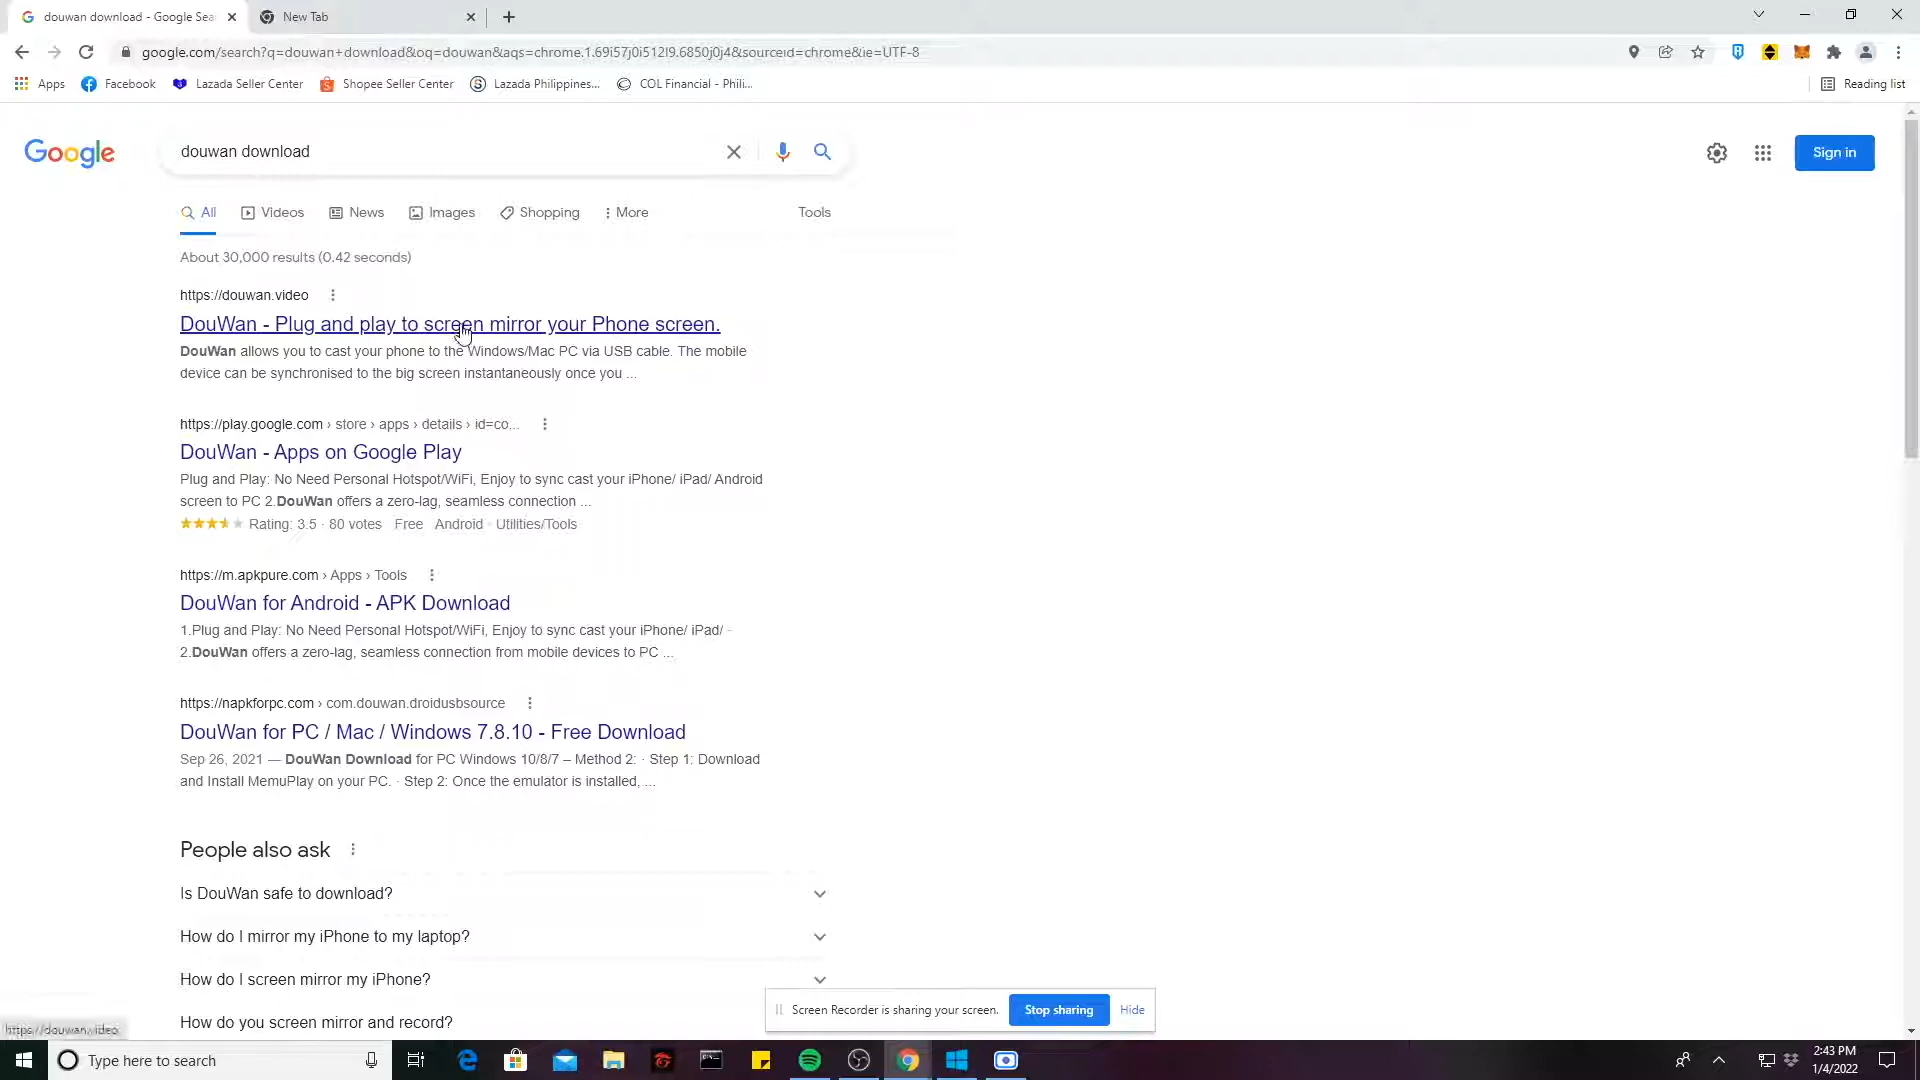 douwan download - Google Sea
New Tab
google.com/search?q=douwan+download&oq=douwan&aqs=chrome.1.69i57j0i512l9.6850j0j4&sourceid=chrome&ie=UTF-8
Apps
Facebook
Lazada Seller Center
Shopee Seller Center
Lazada Philippines...
COL Financial - Phili...
Reading list
Google
douwan download
Sign in
All
Videos
News
Images
Shopping
More
Tools
About 30,000 results (0.42 seconds)
https://douwan.video
DouWan - Plug and play to screen mirror your Phone screen.
DouWan allows you to cast your phone to the Windows/Mac PC via USB cable. The mobile
device can be synchronised to the big screen instantaneously once you ...
https://play.google.com › store › apps › details › id=co...
DouWan - Apps on Google Play
Plug and Play: No Need Personal Hotspot/WiFi, Enjoy to sync cast your iPhone/ iPad/ Android
screen to PC 2.DouWan offers a zero-lag, seamless connection ...
Rating: 3.5 · 80 votes · Free · Android · Utilities/Tools
https://m.apkpure.com › Apps › Tools
DouWan for Android - APK Download
1.Plug and Play: No Need Personal Hotspot/WiFi, Enjoy to sync cast your iPhone/ iPad/ -
2.DouWan offers a zero-lag, seamless connection from mobile devices to PC ...
https://napkforpc.com › com.douwan.droidusbsource
DouWan for PC / Mac / Windows 7.8.10 - Free Download
Sep 26, 2021 — DouWan Download for PC Windows 10/8/7 – Method 2: · Step 1: Download
and Install MemuPlay on your PC. · Step 2: Once the emulator is installed, ...
People also ask
Is DouWan safe to download?
How do I mirror my iPhone to my laptop?
How do I screen mirror my iPhone?
How do you screen mirror and record?
Screen Recorder is sharing your screen.
Stop sharing
Hide
https://douwan.video
Type here to search
2:43 PM
1/4/2022